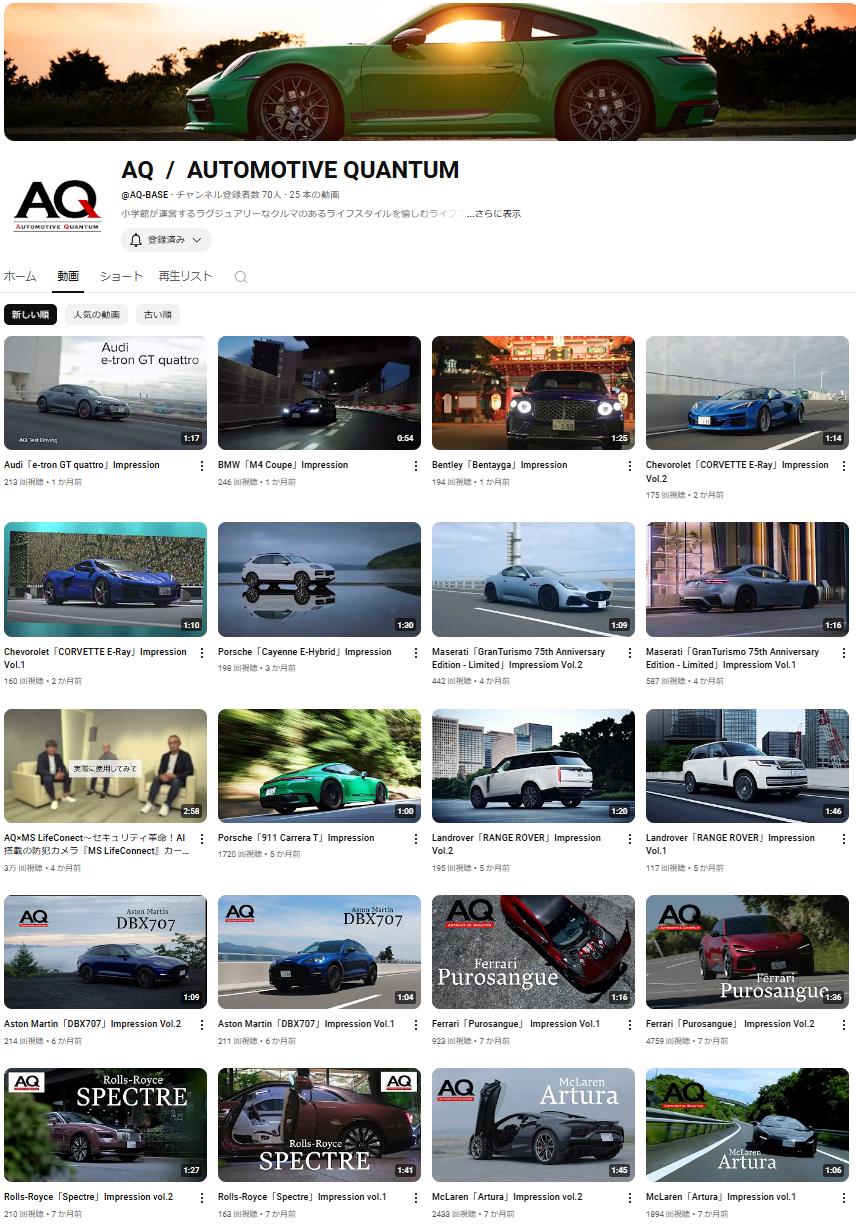 AQ / AUTOMOTIVE QUANTUM
AQ
AUTOMOTIVE QUANTUM
@AQ-BASE · チャンネル登録者数 70人 · 25 本の動画
小学館が運営するラグジュアリーなクルマのあるライフスタイルを愉しむライフス ...さらに表示
登録済み
ホーム 動画 ショート 再生リスト
新しい順 人気の動画 古い順
Audi
e-tron GT quattro
AQ Test Driving
1:17
0:54
1:25
1:14
Audi「e-tron GT quattro」Impression
213 回視聴 • 1 か月前
BMW「M4 Coupe」Impression
246 回視聴 • 1 か月前
Bentley「Bentayga」Impression
194 回視聴 • 1 か月前
Chevorolet「CORVETTE E-Ray」Impression
Vol.2
175 回視聴 • 2 か月前
1:10
1:30
1:09
1:16
Chevorolet「CORVETTE E-Ray」Impression
Vol.1
160 回視聴 • 2 か月前
Porsche「Cayenne E-Hybrid」Impression
198 回視聴 • 3 か月前
Maserati「GranTurismo 75th Anniversary
Edition - Limited」Impressiom Vol.2
442 回視聴 • 4 か月前
Maserati「GranTurismo 75th Anniversary
Edition - Limited」Impressiom Vol.1
587 回視聴 • 4 か月前
実際に使用してみて
2:58
1:00
1:20
1:46
AQ×MS LifeConect～セキュリティ革命！AI
搭載の防犯カメラ『MS LifeConnect』カー...
3万 回視聴 • 4 か月前
Porsche「911 Carrera T」Impression
1720 回視聴 • 5 か月前
Landrover「RANGE ROVER」Impression
Vol.2
195 回視聴 • 5 か月前
Landrover「RANGE ROVER」Impression
Vol.1
117 回視聴 • 5 か月前
AQ
Aston Martin
DBX707
1:09
AQ
Aston Martin
DBX707
1:04
AQ
AUTOMOTIVE QUANTUM
Ferrari
Purosangue
1:16
AQ
AUTOMOTIVE QUANTUM
Ferrari
Purosangue
1:36
Aston Martin「DBX707」Impression Vol.2
214 回視聴 • 6 か月前
Aston Martin「DBX707」Impression Vol.1
211 回視聴 • 6 か月前
Ferrari「Purosangue」 Impression Vol.1
923 回視聴 • 7 か月前
Ferrari「Purosangue」 Impression Vol.2
4759 回視聴 • 7 か月前
AQ
Rolls-Royce
SPECTRE
1:27
AQ
Rolls-Royce
SPECTRE
1:41
AQ
McLaren
Artura
1:45
AQ
AUTOMOTIVE QUANTUM
McLaren
Artura
1:06
Rolls-Royce「Spectre」Impression vol.2
210 回視聴 • 7 か月前
Rolls-Royce「Spectre」Impression vol.1
163 回視聴 • 7 か月前
McLaren「Artura」Impression vol.2
2433 回視聴 • 7 か月前
McLaren「Artura」Impression vol.1
1894 回視聴 • 7 か月前